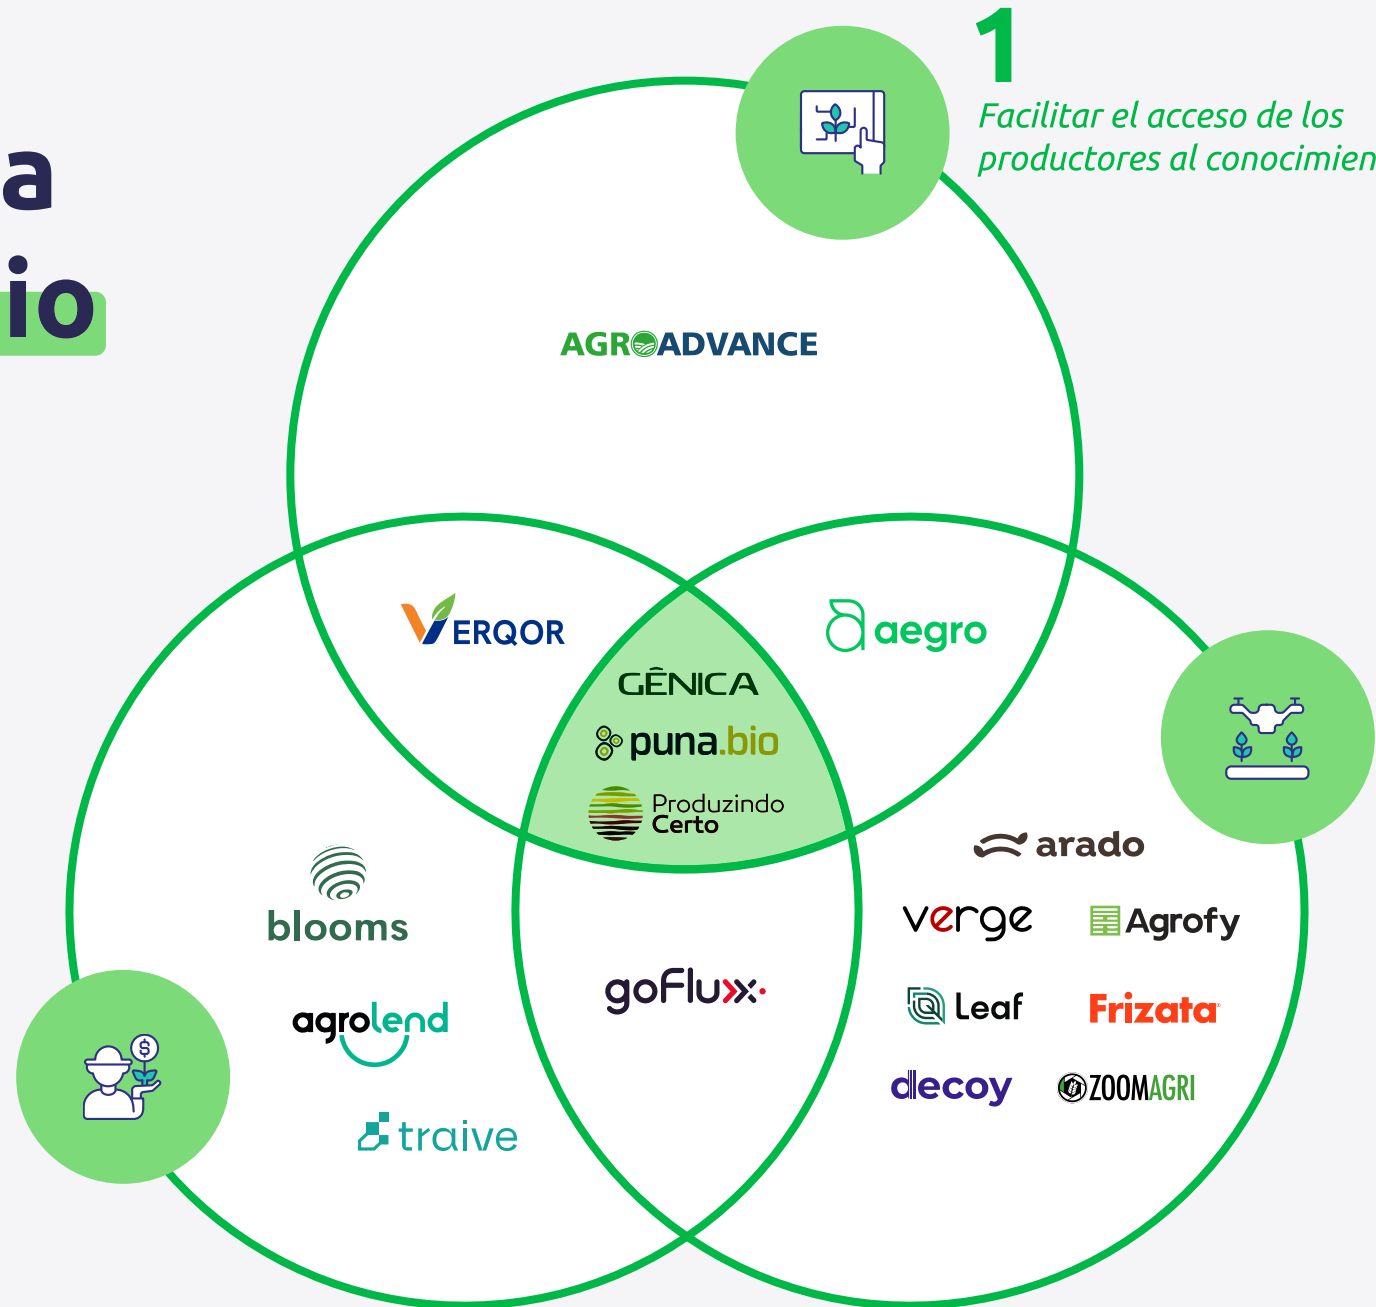 1
Facilitar el acceso de los
productores al conocimien
a
io
AGROADVANCE
VERQOR
aegro
GÊNICA
puna.bio
Produzindo
Certo
arado
blooms
verge
Agrofy
goFlux
agrolend
Leaf
Frizata
decoy
ZOOMAGRI
traive
$